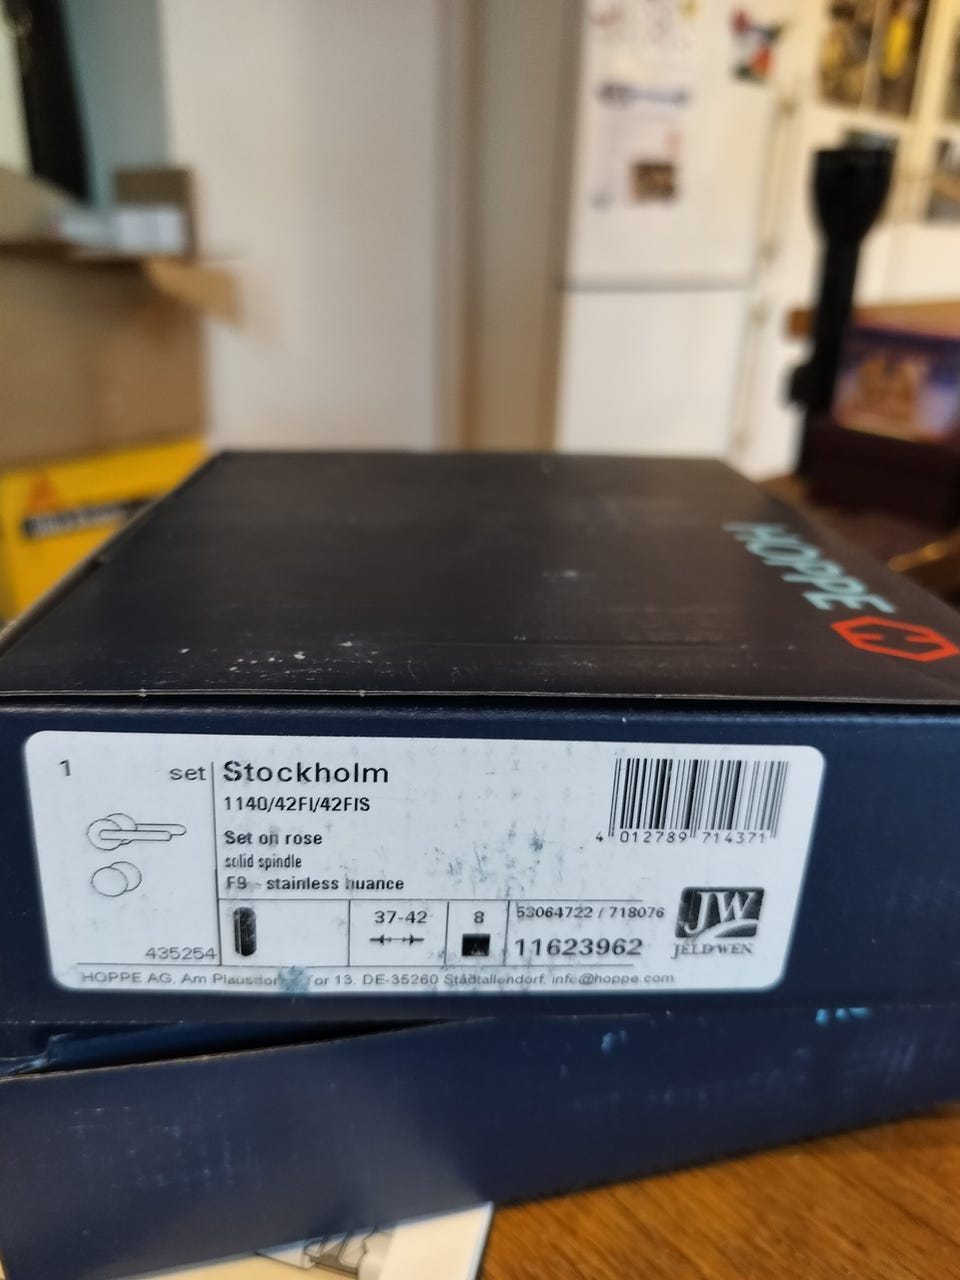 HOPPE
1 set
Stockholm
1140/42FI/42FIS
Set on rose
solid spindle
F9 - stainless nuance
4 012789 714371
37-42
8
53064722 / 718076
11623962
JW
JELD-WEN
435254
HOPPE AG. Am Plausdorfer Tor 13. DE-35260 Stadtallendorf. info@hoppe.com